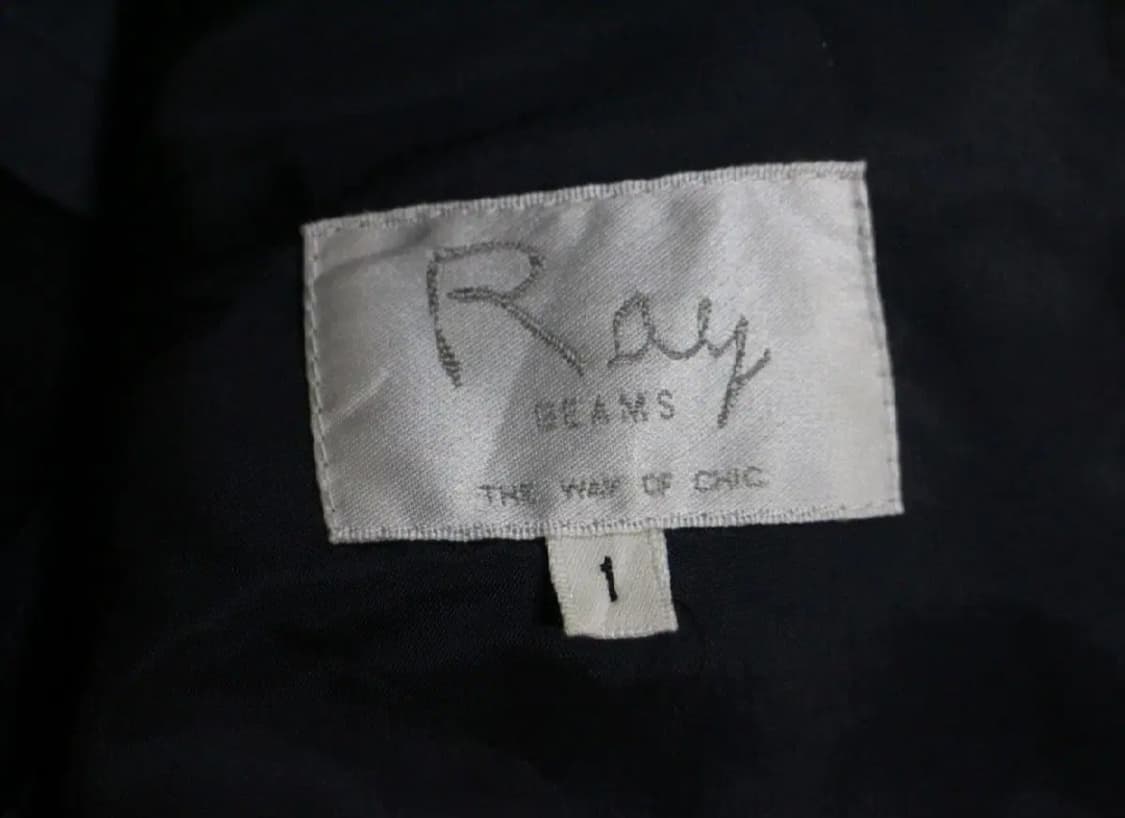 Ray
BEAMS
THE WAY OF CHIC
1